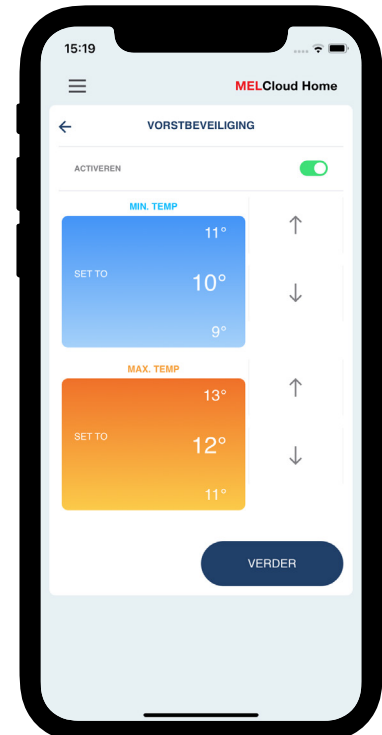 15:19
MELCloud Home
VORSTBEVEILIGING
ACTIVEREN
MIN. TEMP
11°
SET TO
10°
9°
MAX. TEMP
13°
SET TO
12°
11°
VERDER